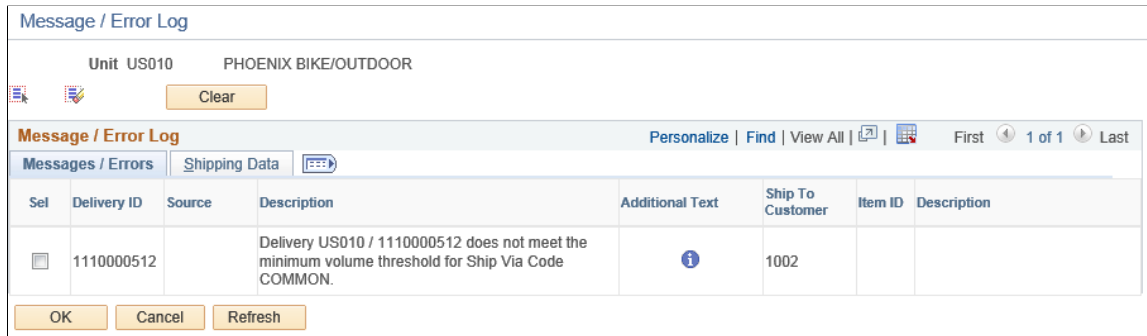 Message / Error Log
Unit US010 PHOENIX BIKE/OUTDOOR
Clear
Message / Error Log Personalize | Find | View All | | First 1 of 1 Last
Messages / Errors Shipping Data
Sel Delivery ID Source Description Additional Text Ship To Customer Item ID Description
1110000512 Delivery US010 / 1110000512 does not meet the
minimum volume threshold for Ship Via Code
COMMON.
1002
OK Cancel Refresh